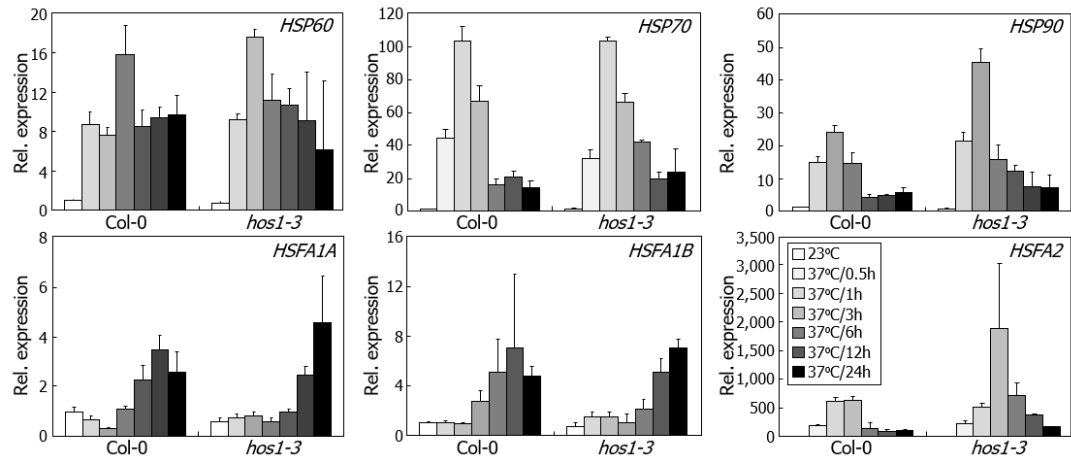 HSP60
Rel. expression
20
16
12
8
4
0
Col-0
hos1-3
HSP70
Rel. expression
120
100
80
60
40
20
0
Col-0
hos1-3
HSP90
Rel. expression
60
50
40
30
20
10
0
Col-0
hos1-3
HSFA1A
Rel. expression
8
6
4
2
0
Col-0
hos1-3
HSFA1B
Rel. expression
16
12
8
4
0
Col-0
hos1-3
HSFA2
Rel. expression
3,500
3,000
2,500
2,000
1,500
1,000
500
0
23ºC
37ºC/0.5h
37ºC/1h
37ºC/3h
37ºC/6h
37ºC/12h
37ºC/24h
Col-0
hos1-3